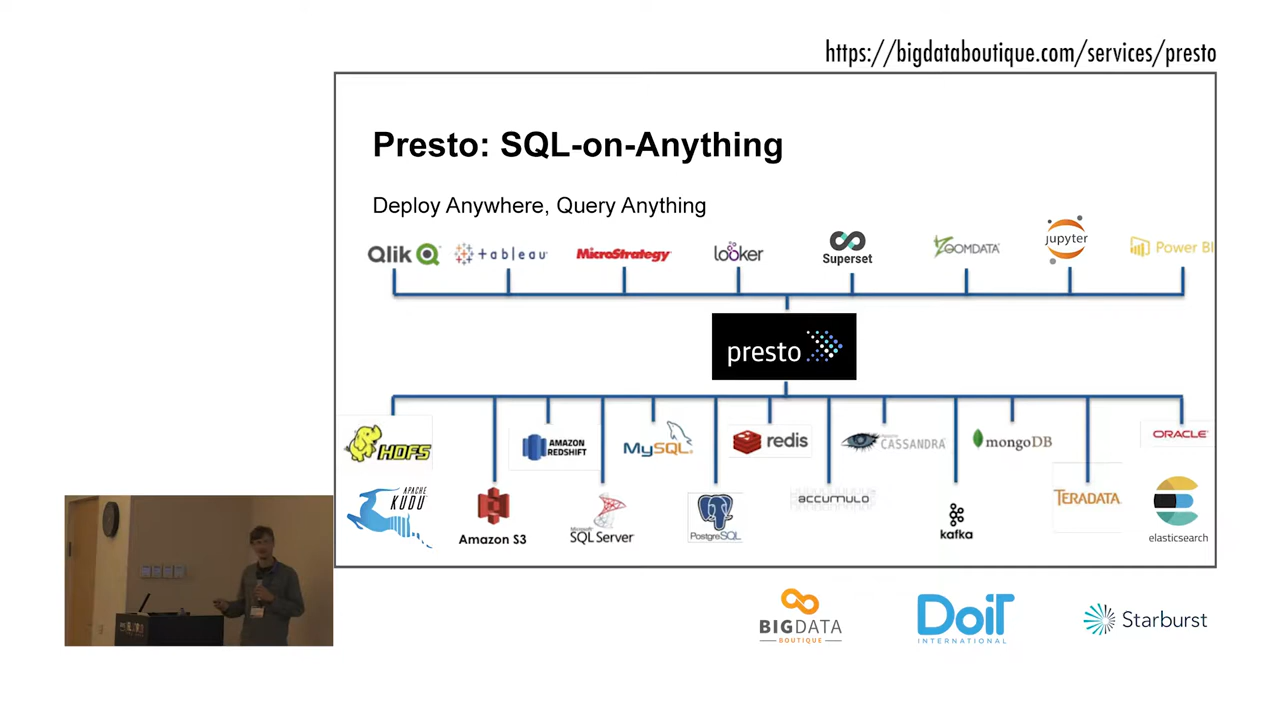 https://bigdataboutique.com/services/presto
Presto: SQL-on-Anything
Deploy Anywhere, Query Anything
Qlik
tableau
MicroStrategy
looker
Superset
ZOOMDATA
jupyter
Power BI
presto
HDFS
AMAZON
REDSHIFT
MySQL
redis
CASSANDRA
mongoDB
ORACLE
APACHE
KUDU
Amazon S3
Microsoft
SQL Server
PostgreSQL
accumulo
kafka
TERADATA
elasticsearch
BIGDATA
BOUTIQUE
DoiT
INTERNATIONAL
Starburst